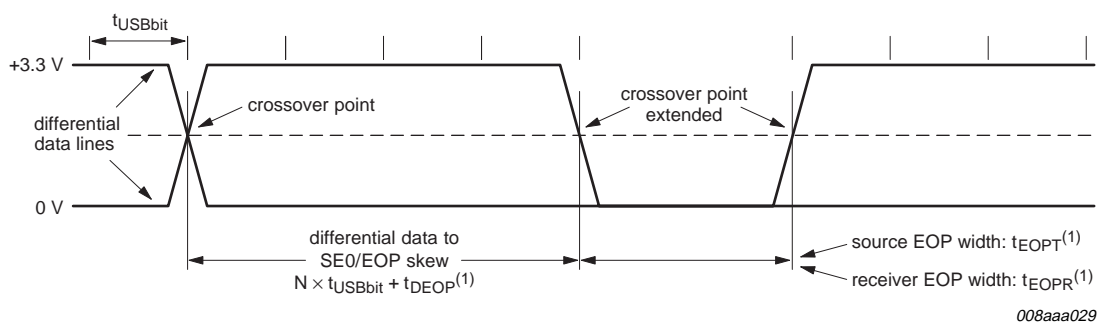 tUSBbit
+3.3 V
crossover point
crossover point
extended
differential
data lines
0 V
differential data to
SE0/EOP skew
N × tUSBbit + tDEOP(1)
source EOP width: tEOPT(1)
receiver EOP width: tEOPR(1)
008aaa029